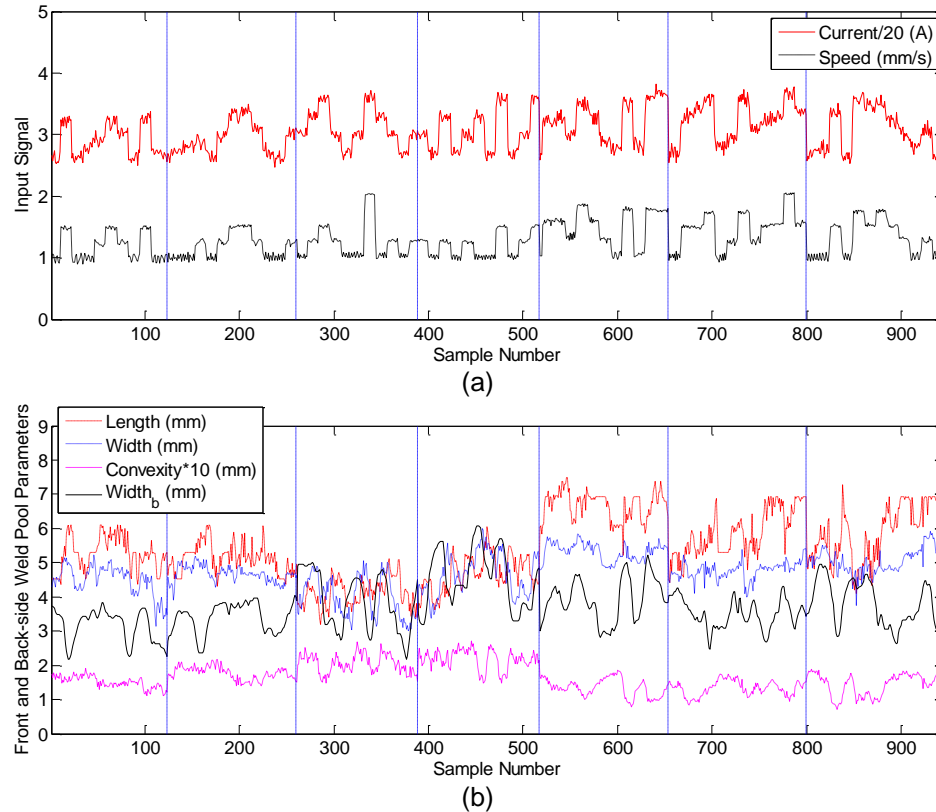 5
4
3
2
1
0
Input Signal
Current/20 (A)
Speed (mm/s)
100 200 300 400 500 600 700 800 900
Sample Number
(a)
9
8
7
6
5
4
3
2
1
0
Front and Back-side Weld Pool Parameters
Length (mm)
Width (mm)
Convexity*10 (mm)
Width_b (mm)
100 200 300 400 500 600 700 800 900
Sample Number
(b)